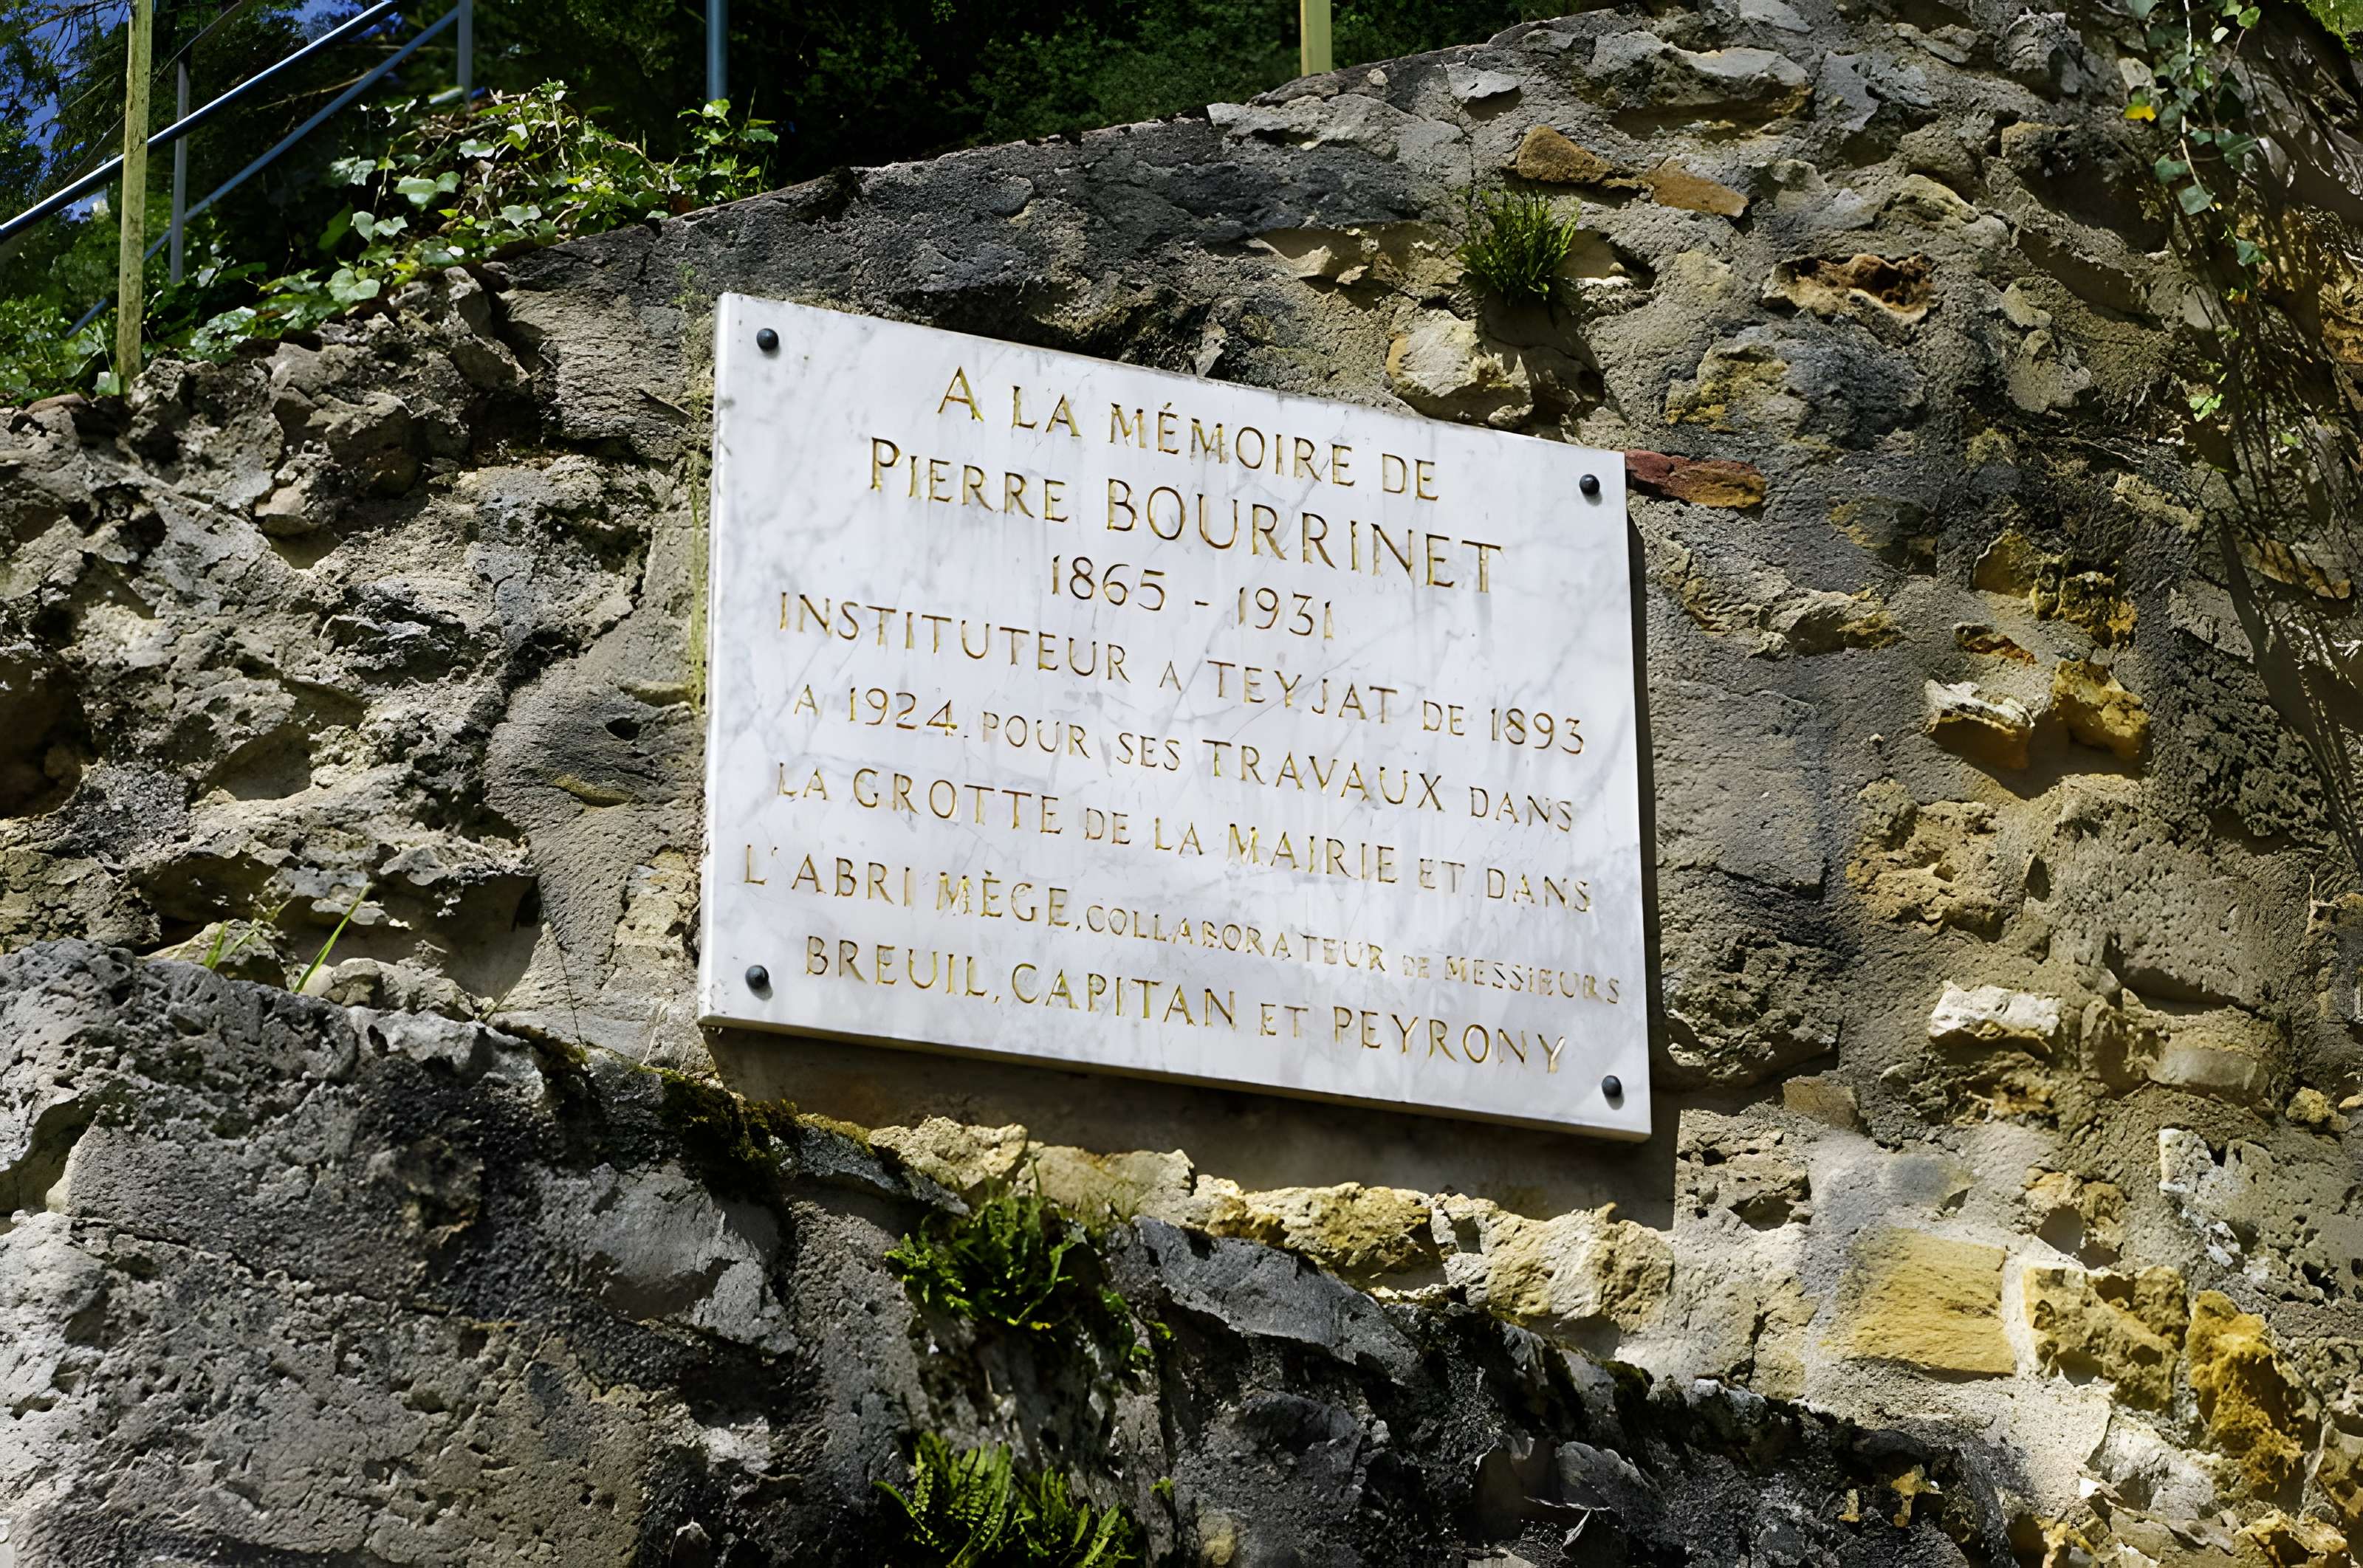 A LA MÉMOIRE DE
PIERRE BOURRINET
1865 - 1931
INSTITUTEUR A TEYJAT DE 1893
A 1924 POUR SES TRAVAUX DANS
LA GROTTE DE LA MAIRIE ET DANS
L'ABRI MÈGE, COLLABORATEUR DE MESSIEURS
BREUIL, CAPITAN ET PEYRONY